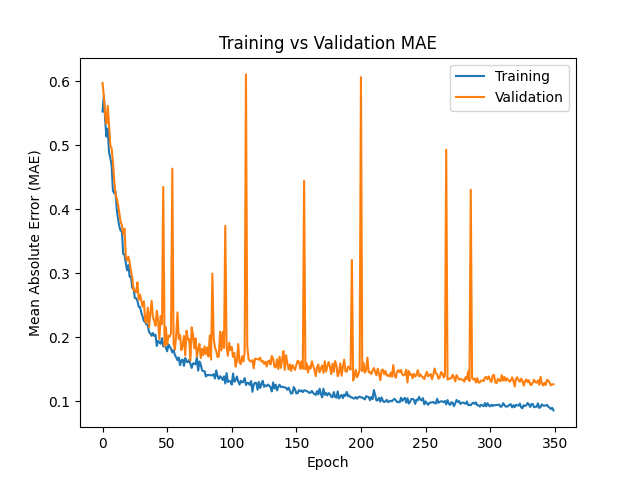 Training vs Validation MAE
Training
Validation
0.6
0.5
0.4
0.3
0.2
0.1
Mean Absolute Error (MAE)
0 50 100 150 200 250 300 350
Epoch